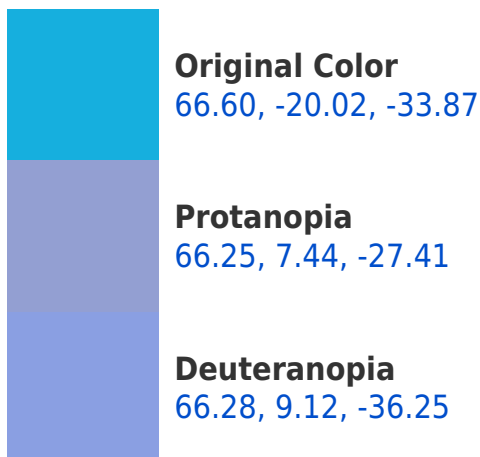 Original Color
66.60, -20.02, -33.87
Protanopia
66.25, 7.44, -27.41
Deuteranopia
66.28, 9.12, -36.25